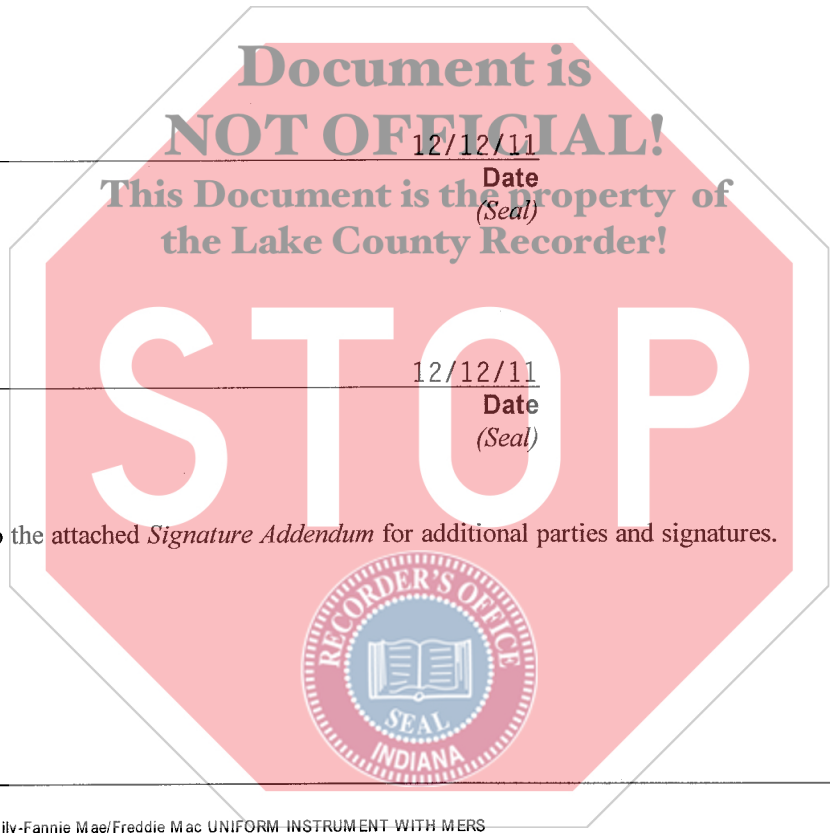 Document is
NOT OFFICIAL!
12/12/11
Date
This Document is the property of
(Seal)
the Lake County Recorder!
STOP
12/12/11
Date
(Seal)
the attached Signature Addendum for additional parties and signatures.
RECORDER'S OFFICE
SEAL
INDIANA
ily-Fannie Mae/Freddie Mac UNIFORM INSTRUMENT WITH MERS